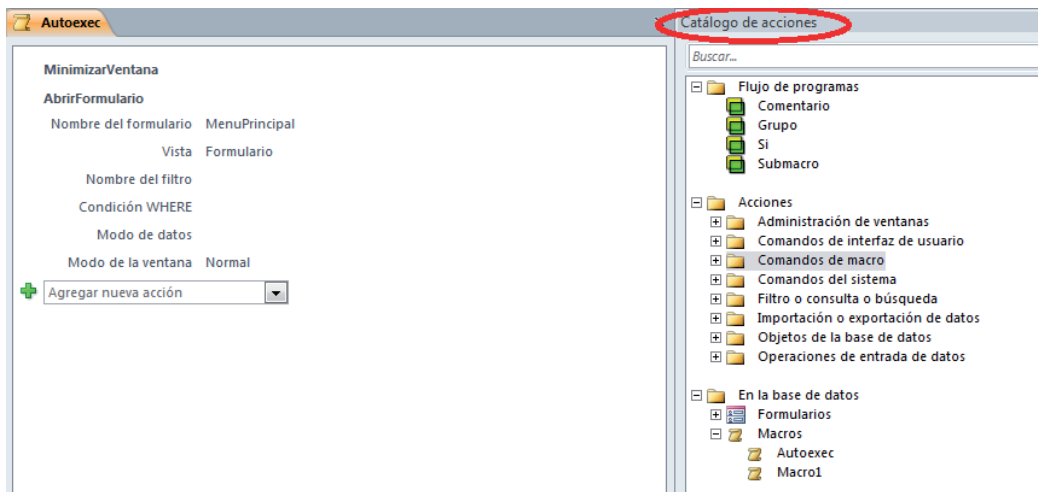 Autoexec
MinimizarVentana
AbrirFormulario
Nombre del formulario MenuPrincipal
Vista Formulario
Nombre del filtro
Condición WHERE
Modo de datos
Modo de la ventana Normal
Agregar nueva acción
Catálogo de acciones
Buscar...
Flujo de programas
Comentario
Grupo
Si
Submacro
Acciones
Administración de ventanas
Comandos de interfaz de usuario
Comandos de macro
Comandos del sistema
Filtro o consulta o búsqueda
Importación o exportación de datos
Objetos de la base de datos
Operaciones de entrada de datos
En la base de datos
Formularios
Macros
Autoexec
Macro1